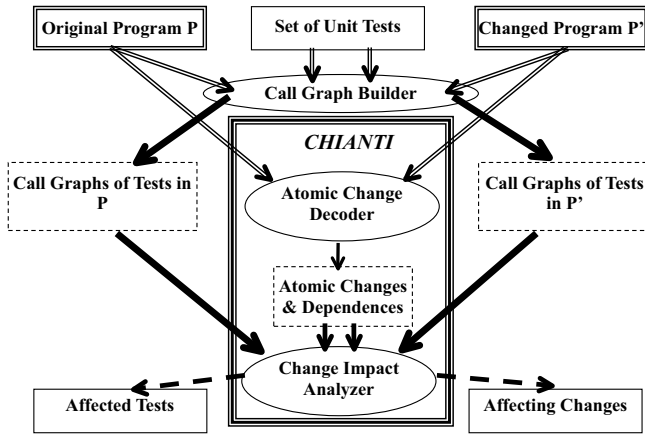 Original Program P
Set of Unit Tests
Changed Program P'
Call Graph Builder
CHIANTI
Call Graphs of Tests in
P
Atomic Change
Decoder
Call Graphs of Tests
in P'
Atomic Changes
& Dependences
Change Impact
Analyzer
Affected Tests
Affecting Changes